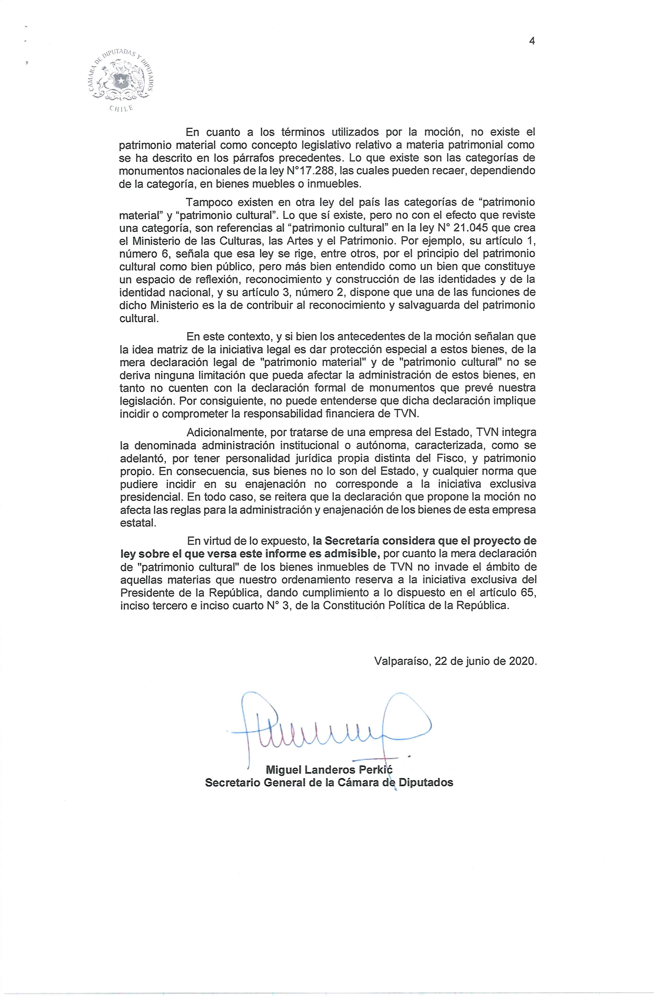 4
CAMARA DE DIPUTADAS Y DIPUTADOS
CHILE
En cuanto a los términos utilizados por la moción, no existe el
patrimonio material como concepto legislativo relativo a materia patrimonial como
se ha descrito en los párrafos precedentes. Lo que existe son las categorías de
monumentos nacionales de la ley N°17.288, las cuales pueden recaer, dependiendo
de la categoría, en bienes muebles o inmuebles.
Tampoco existen en otra ley del país las categorías de “patrimonio
material” y “patrimonio cultural”. Lo que sí existe, pero no con el efecto que reviste
una categoría, son referencias al “patrimonio cultural” en la ley N° 21.045 que crea
el Ministerio de las Culturas, las Artes y el Patrimonio. Por ejemplo, su artículo 1,
número 6, señala que esa ley se rige, entre otros, por el principio del patrimonio
cultural como bien público, pero más bien entendido como un bien que constituye
un espacio de reflexión, reconocimiento y construcción de las identidades y de la
identidad nacional, y su artículo 3, número 2, dispone que una de las funciones de
dicho Ministerio es la de contribuir al reconocimiento y salvaguarda del patrimonio
cultural.
En este contexto, y si bien los antecedentes de la moción señalan que
la idea matriz de la iniciativa legal es dar protección especial a estos bienes, de la
mera declaración legal de "patrimonio material" y de "patrimonio cultural" no se
deriva ninguna limitación que pueda afectar la administración de estos bienes, en
tanto no cuenten con la declaración formal de monumentos que prevé nuestra
legislación. Por consiguiente, no puede entenderse que dicha declaración implique
incidir o comprometer la responsabilidad financiera de TVN.
Adicionalmente, por tratarse de una empresa del Estado, TVN integra
la denominada administración institucional o autónoma, caracterizada, como se
adelantó, por tener personalidad jurídica propia distinta del Fisco, y patrimonio
propio. En consecuencia, sus bienes no lo son del Estado, y cualquier norma que
pudiere incidir en su enajenación no corresponde a la iniciativa exclusiva
presidencial. En todo caso, se reitera que la declaración que propone la moción no
afecta las reglas para la administración y enajenación de los bienes de esta empresa
estatal.
En virtud de lo expuesto, la Secretaría considera que el proyecto de
ley sobre el que versa este informe es admisible, por cuanto la mera declaración
de "patrimonio cultural" de los bienes inmuebles de TVN no invade el ámbito de
aquellas materias que nuestro ordenamiento reserva a la iniciativa exclusiva del
Presidente de la República, dando cumplimiento a lo dispuesto en el artículo 65,
inciso tercero e inciso cuarto N° 3, de la Constitución Política de la República.
Valparaíso, 22 de junio de 2020.
Miguel Landeros Perkić
Secretario General de la Cámara de Diputados